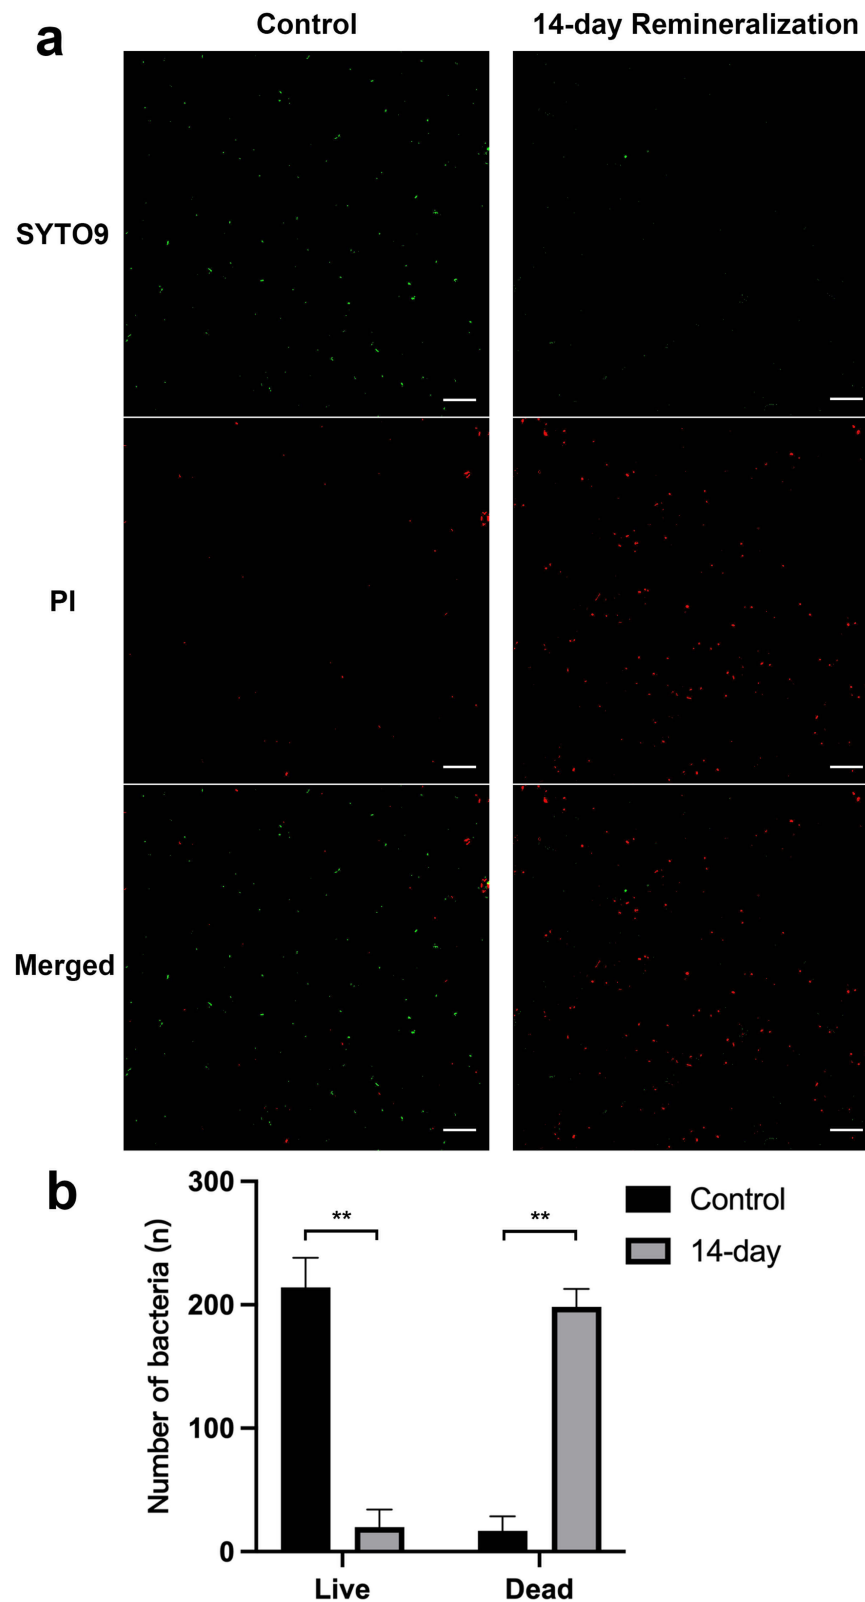 a
Control
14-day Remineralization
SYTO9
PI
Merged
b
Number of bacteria (n)
300
200
100
0
**
**
Control
14-day
Live
Dead